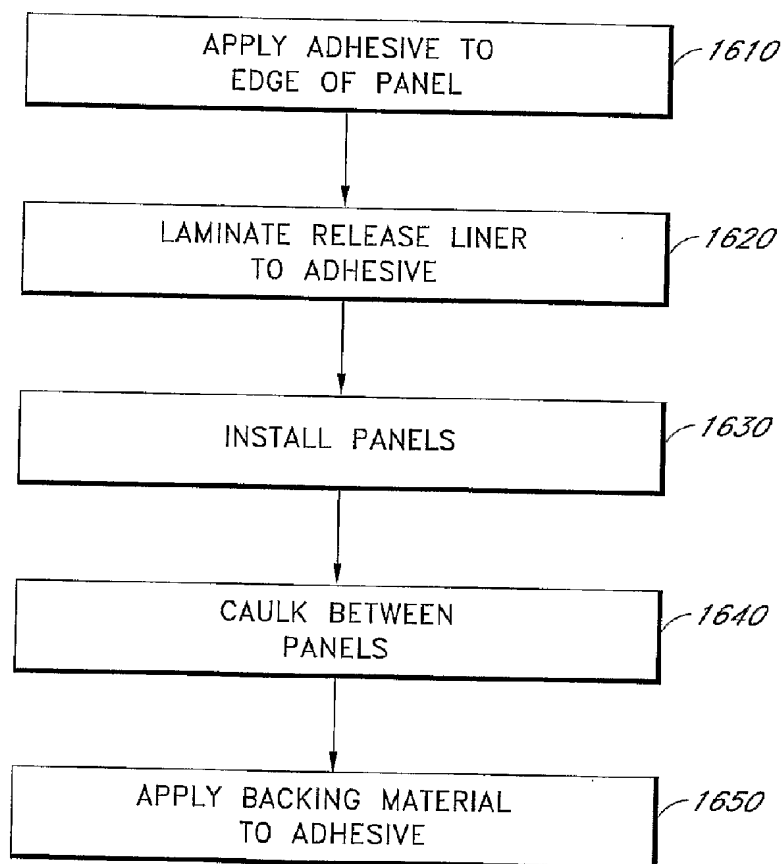 APPLY ADHESIVE TO
EDGE OF PANEL
1610
LAMINATE RELEASE LINER
TO ADHESIVE
1620
INSTALL PANELS
1630
CAULK BETWEEN
PANELS
1640
APPLY BACKING MATERIAL
TO ADHESIVE
1650